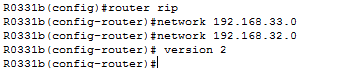 R0331b(config)#router rip
R0331b(config-router)#network 192.168.33.0
R0331b(config-router)#network 192.168.32.0
R0331b(config-router)# version 2
R0331b(config-router)#